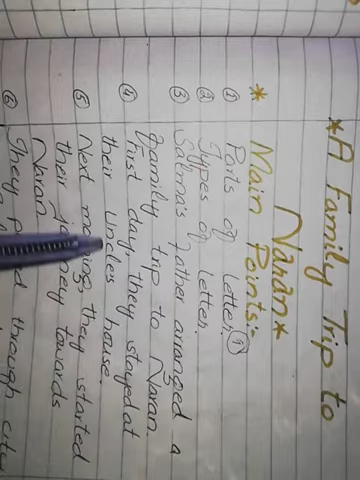 *A Family Trip to
Naran*
* Main Points:-
① Parts of Letter. ①
② Types of Letter.
③ Salma's Father arranged a
family trip to Naran.
④ First day, they stayed at
their Uncles house.
⑤ Next morning, they started
their journey towards
Naran
⑥ They through city